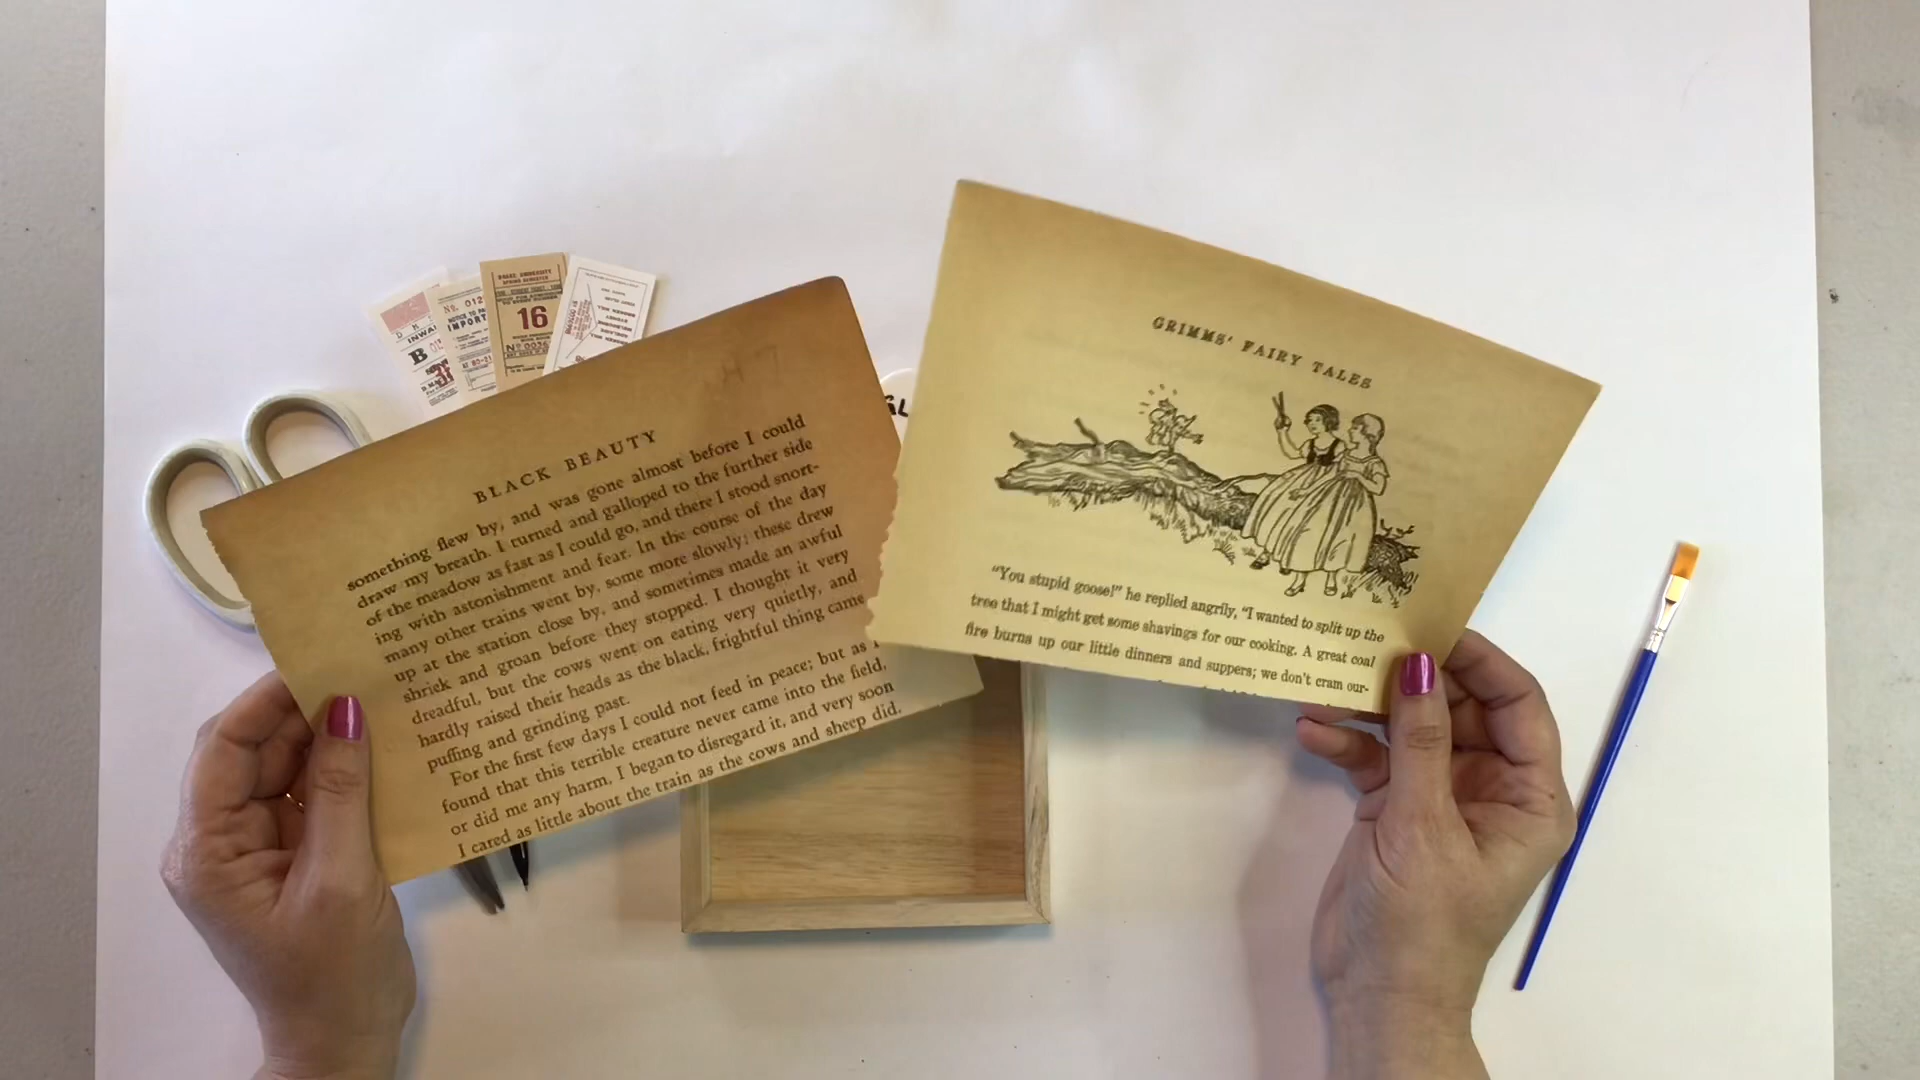 BLACK BEAUTY
something flew by, and was gone almost before I could
draw my breath. I turned and galloped to the further side
of the meadow as fast as I could go, and there I stood snort-
ing with astonishment and fear. In the course of the day
many other trains went by, some more slowly; these drew
up at the station close by, and sometimes made an awful
shriek and groan before they stopped. I thought it very
dreadful, but the cows went on eating very quietly, and
hardly raised their heads as the black, frightful thing came
puffing and grinding past.
For the first few days I could not feed in peace; but as I
found that this terrible creature never came into the field,
or did me any harm, I began to disregard it, and very soon
I cared as little about the train as the cows and sheep did.
GRIMMS' FAIRY TALES
"You stupid goose!" he replied angrily, "I wanted to split up the
tree that I might get some shavings for our cooking. A great coal
fire burns up our little dinners and suppers; we don't cram our-
INWA
B
No. 012
NOTICE TO PA
IMPORT
SPRING SEMESTER
16